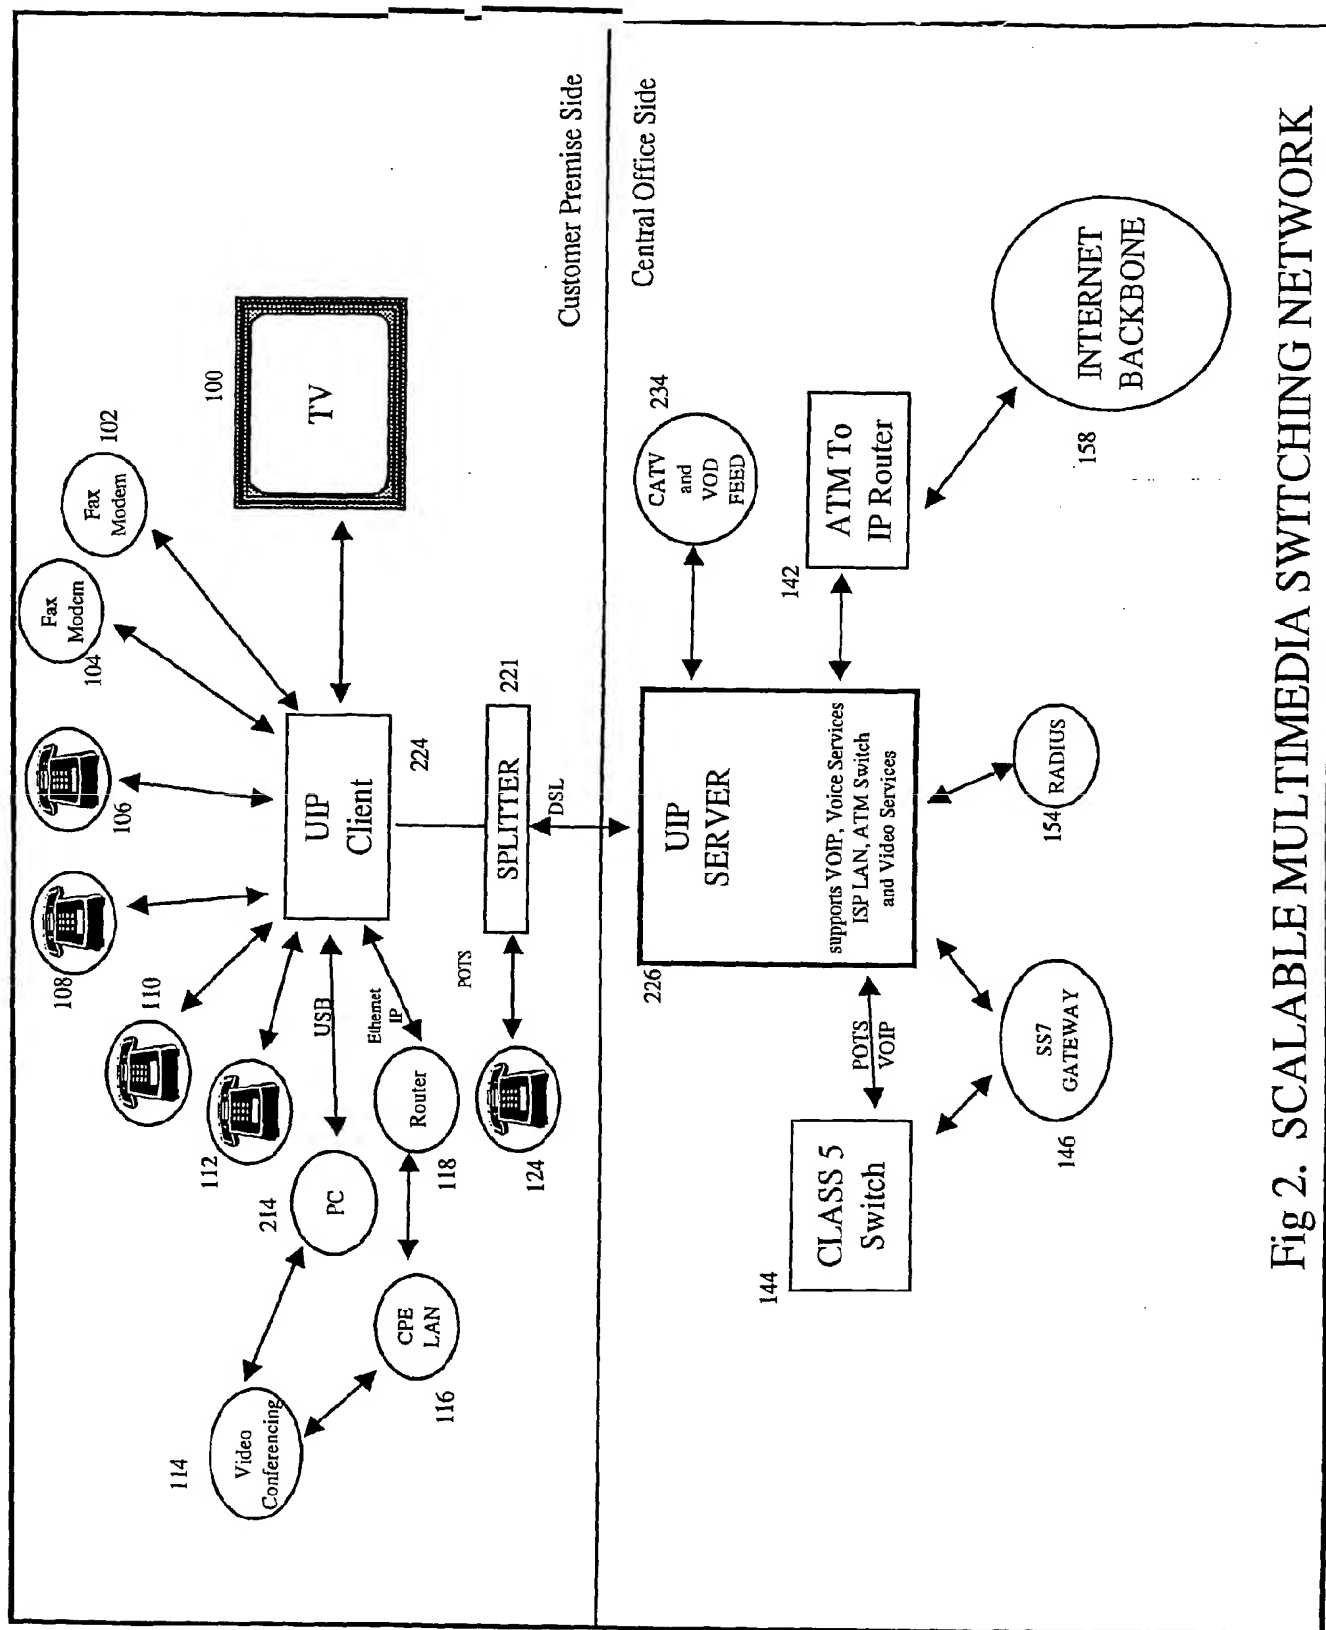 Customer Premise Side
Fax
Modem
104
Fax
Modem
102
106
108
110
112
100
TV
UIP
Client
224
USB
Ethernet
IP
214
PC
114
Video
Conferencing
Router
118
CPE
LAN
116
POTS
124
SPLITTER
221
DSL
Central Office Side
226
UIP
SERVER
supports VOIP, Voice Services
ISP LAN, ATM Switch
and Video Services
234
CATV
and
VOD
FEED
142
ATM To
IP Router
144
CLASS 5
Switch
POTS
VOIP
SS7
GATEWAY
146
RADIUS
154
INTERNET
BACKBONE
158
Fig 2. SCALABLE MULTIMEDIA SWITCHING NETWORK